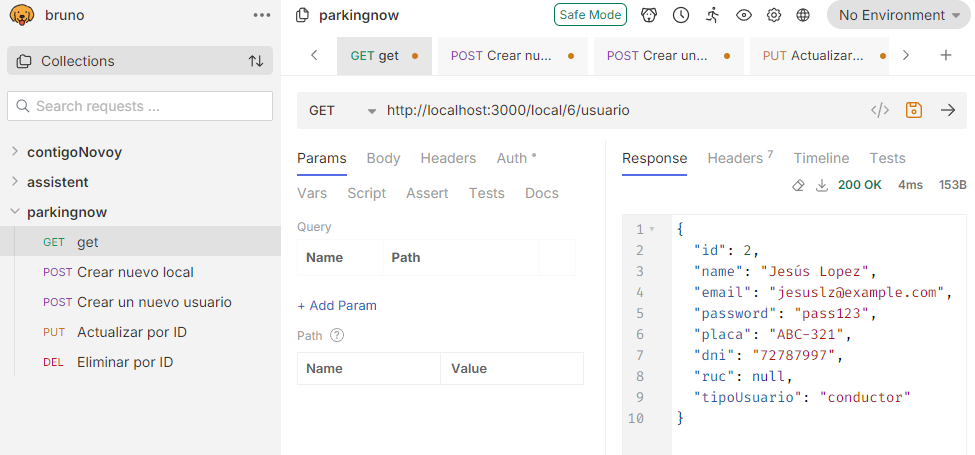 bruno
Collections
Search requests ...
contigoNovoy
assistent
parkingnow
GET get
POST Crear nuevo local
POST Crear un nuevo usuario
PUT Actualizar por ID
DEL Eliminar por ID
parkingnow
Safe Mode
No Environment
GET get
POST Crear nu...
POST Crear un...
PUT Actualizar...
GET
http://localhost:3000/local/6/usuario
Params Body Headers Auth
Vars Script Assert Tests Docs
Query
Name Path
+ Add Param
Path ?
Name Value
Response Headers 7 Timeline Tests
200 OK 4ms 153B
1 {
2 "id": 2,
3 "name": "Jesús Lopez",
4 "email": "jesuslz@example.com",
5 "password": "pass123",
6 "placa": "ABC-321",
7 "dni": "72787997",
8 "ruc": null,
9 "tipoUsuario": "conductor"
10 }